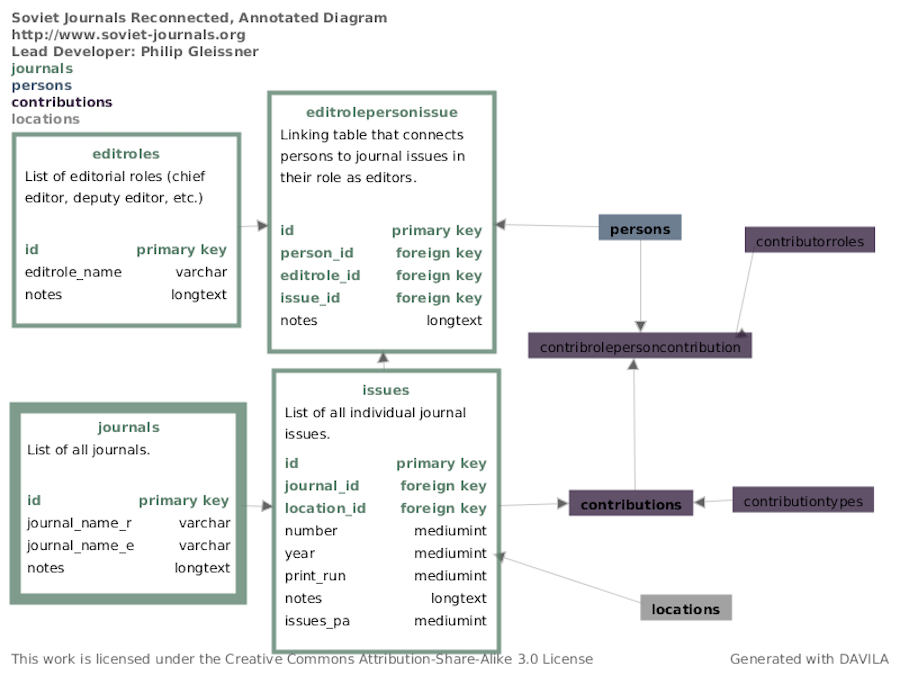 Soviet Journals Reconnected, Annotated Diagram
http://www.soviet-journals.org
Lead Developer: Philip Gleissner
journals
persons
contributions
locations
editroles
List of editorial roles (chief
editor, deputy editor, etc.)
id primary key
editrole_name varchar
notes longtext
editrolepersonissue
Linking table that connects
persons to journal issues in
their role as editors.
id primary key
person_id foreign key
editrole_id foreign key
issue_id foreign key
notes longtext
persons
contributorroles
contribrolepersoncontribution
journals
List of all journals.
id primary key
journal_name_r varchar
journal_name_e varchar
notes longtext
issues
List of all individual journal
issues.
id primary key
journal_id foreign key
location_id foreign key
number mediumint
year mediumint
print_run mediumint
notes longtext
issues_pa mediumint
contributions
contributiontypes
locations
This work is licensed under the Creative Commons Attribution-Share-Alike 3.0 License
Generated with DAVILA